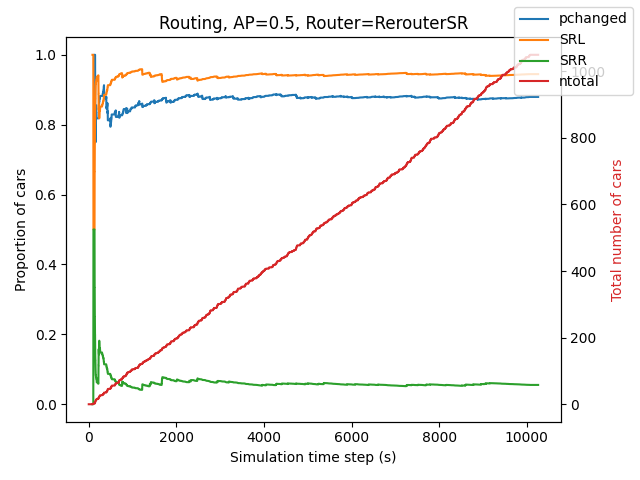 Routing, AP=0.5, Router=RerouterSR
pchanged
SRL
SRR
ntotal
1.0
0.8
0.6
0.4
0.2
0.0
Proportion of cars
1000
800
600
400
200
0
Total number of cars
0 2000 4000 6000 8000 10000
Simulation time step (s)